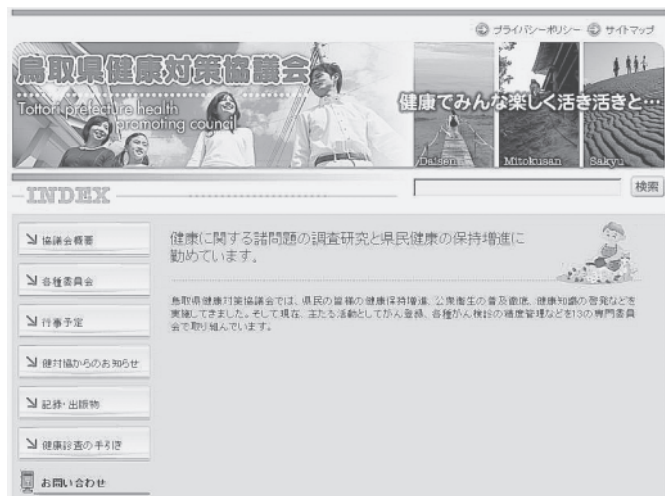 プライバシーポリシー サイトマップ
鳥取県健康対策協議会
Tottori prefecture health
promoting council
健康でみんな楽しく活き活きと…
Daisen Mitokusan Sakyu
INDEX
検索
協議会概要
各種委員会
行事予定
健対協からのお知らせ
記録・出版物
健康診査の手引き
お問い合わせ
健康に関する諸問題の調査研究と県民健康の保持増進に
勤めています。
鳥取県健康対策協議会では、県民の皆様の健康保持増進、公衆衛生の普及徹底、健康知識の啓発などを
実施してきました。そして現在、主たる活動としてがん登録、各種がん検診の精度管理などを13の専門委員
会で取り組んでいます。